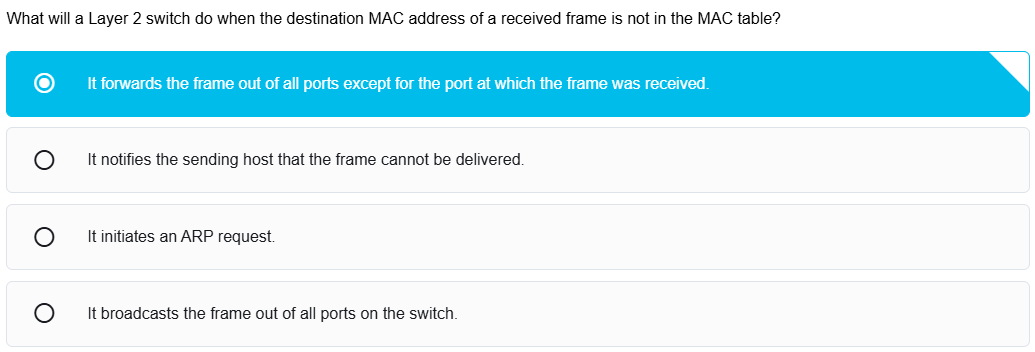 What will a Layer 2 switch do when the destination MAC address of a received frame is not in the MAC table?
It forwards the frame out of all ports except for the port at which the frame was received.
It notifies the sending host that the frame cannot be delivered.
It initiates an ARP request.
It broadcasts the frame out of all ports on the switch.